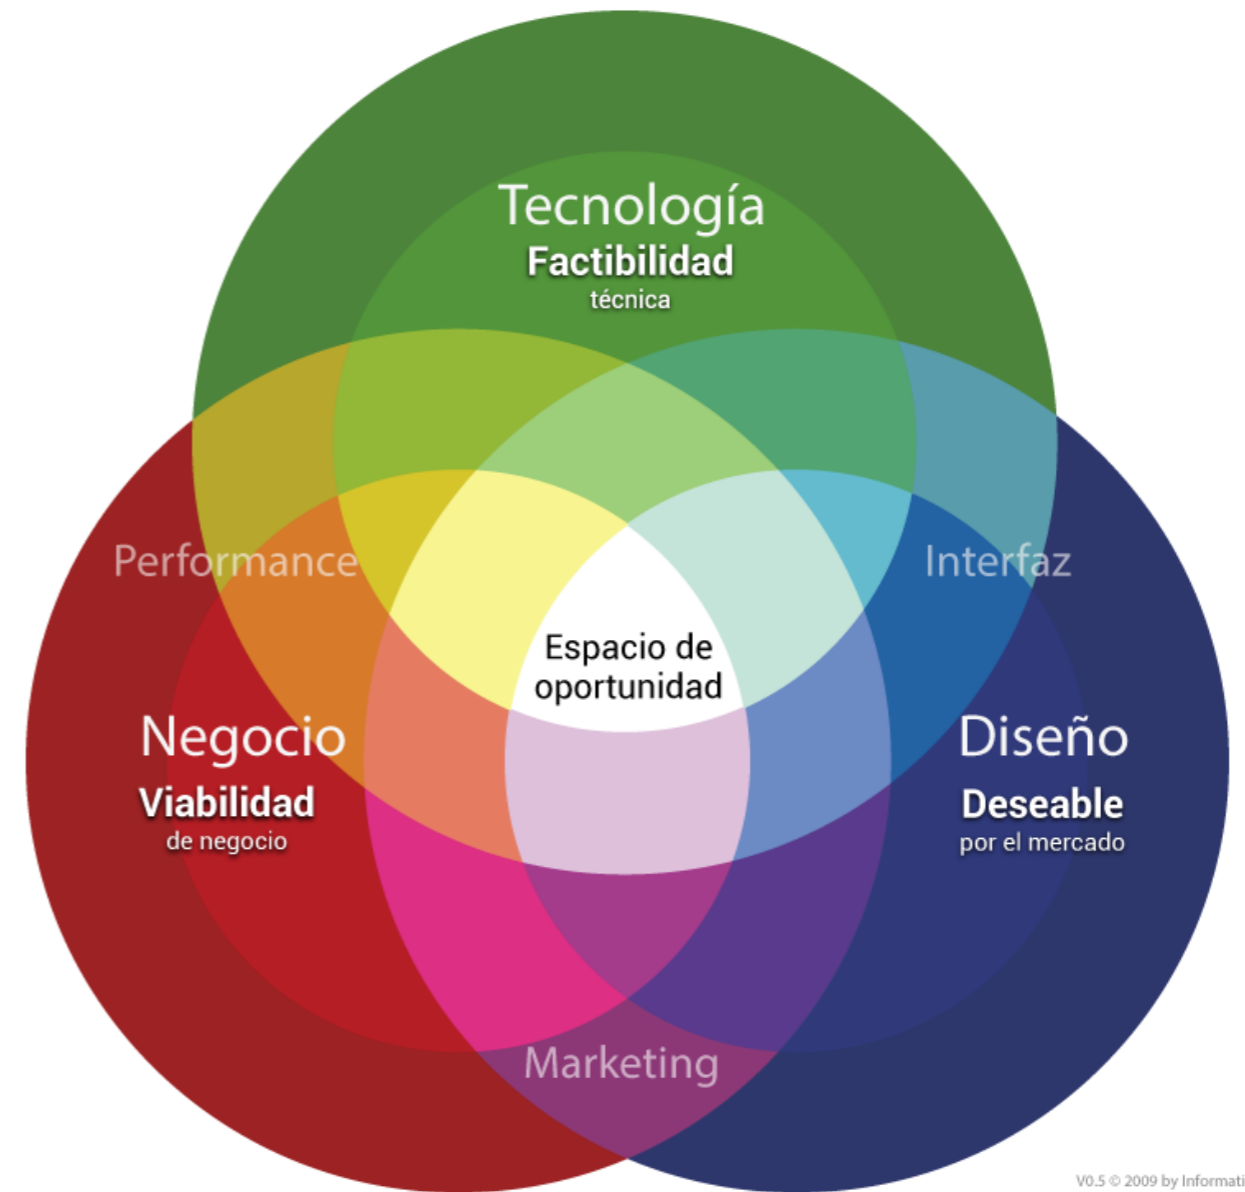 Tecnología
Factibilidad
técnica
Performance
Interfaz
Espacio de
oportunidad
Negocio
Viabilidad
de negocio
Diseño
Deseable
por el mercado
Marketing
V0.5 © 2009 by Informati